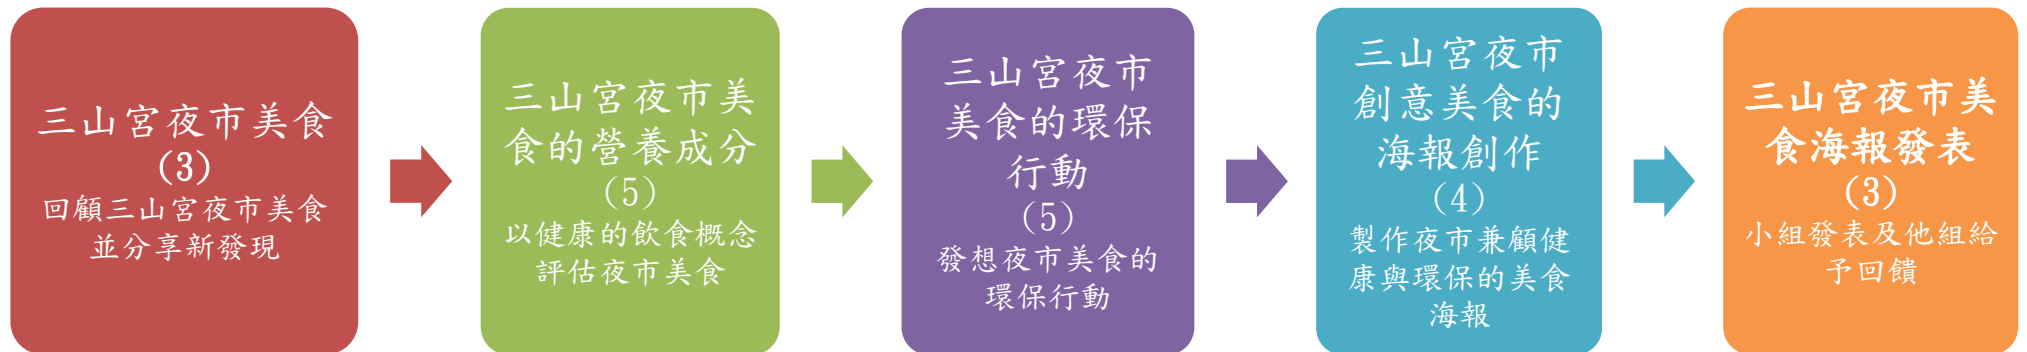 三山宮夜市美食
(3)
回顧三山宮夜市美食
並分享新發現
三山宮夜市美
食的營養成分
(5)
以健康的飲食概念
評估夜市美食
三山宮夜市
美食的環保
行動
(5)
發想夜市美食的
環保行動
三山宮夜市
創意美食的
海報創作
(4)
製作夜市兼顧健
康與環保的美食
海報
三山宮夜市美
食海報發表
(3)
小組發表及他組給
予回饋